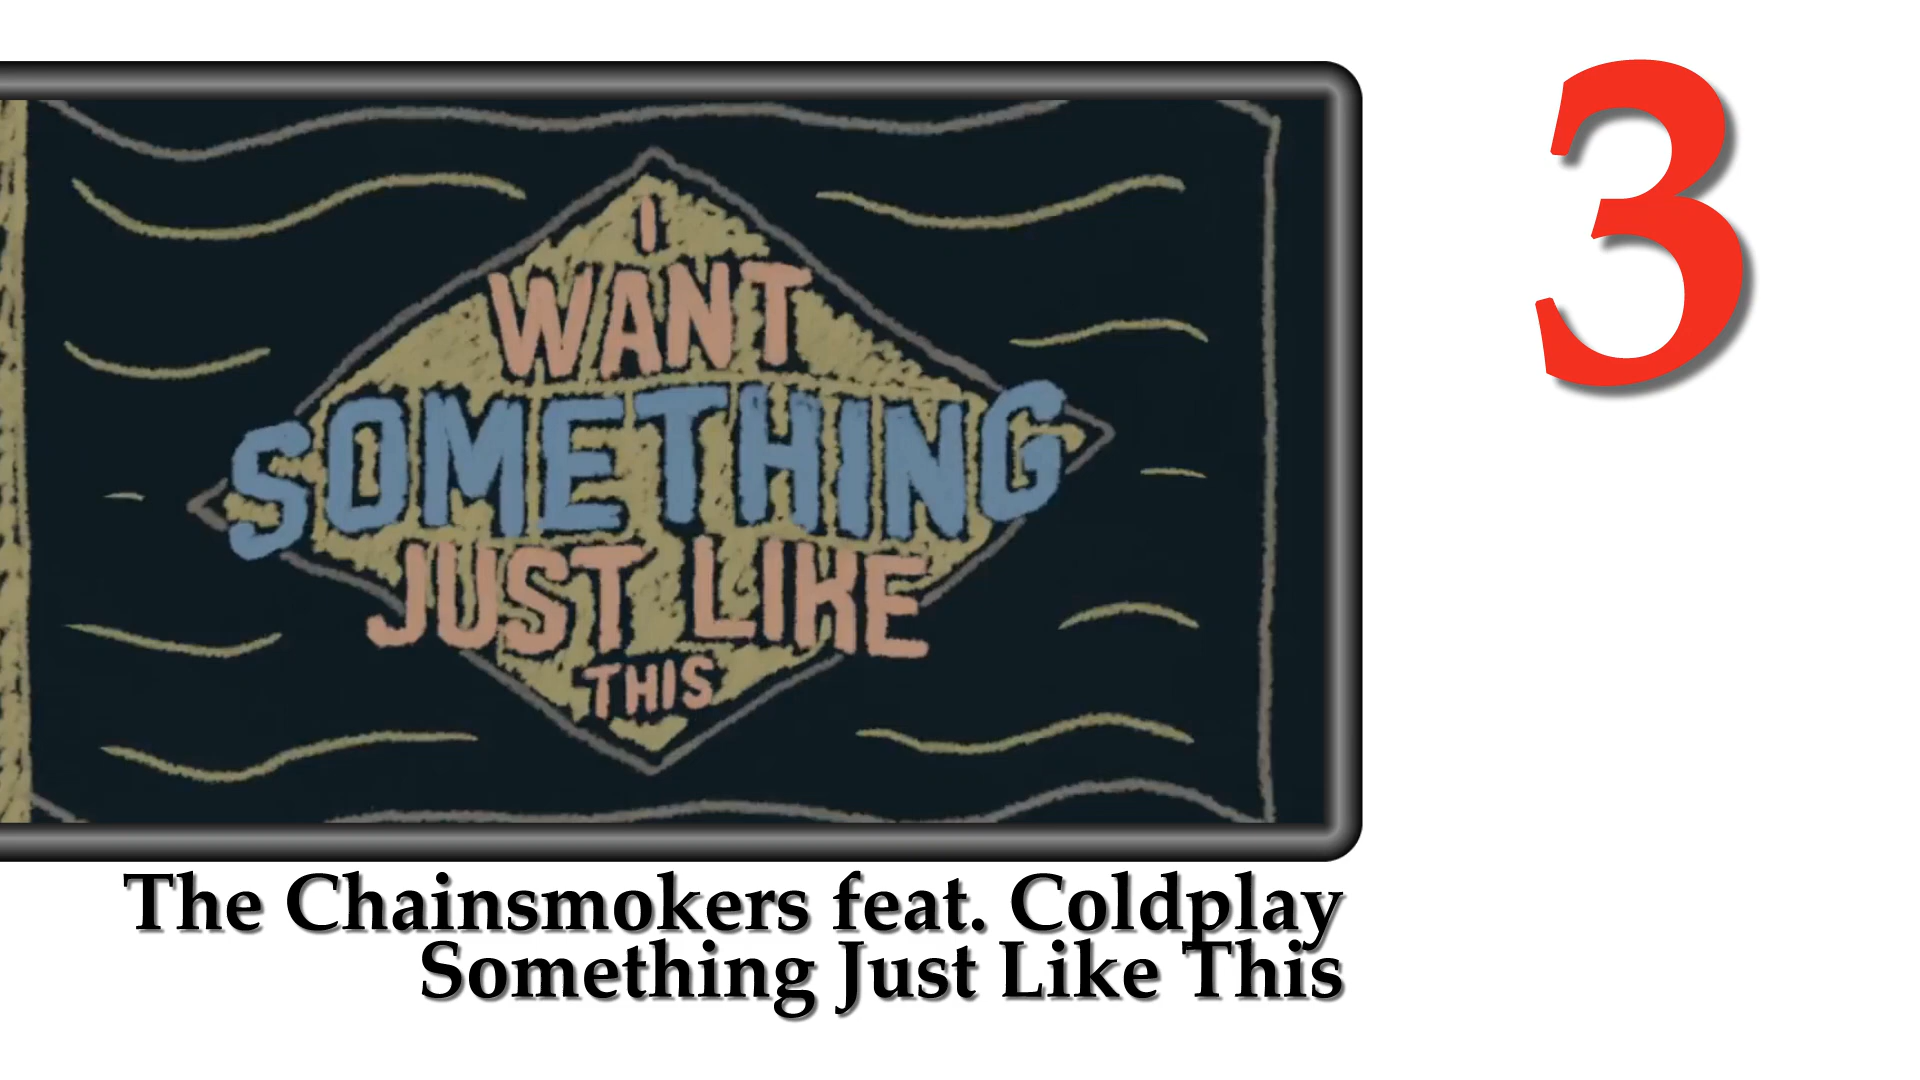 I
WANT
SOMETHING
JUST LIKE
THIS
3
The Chainsmokers feat. Coldplay
Something Just Like This